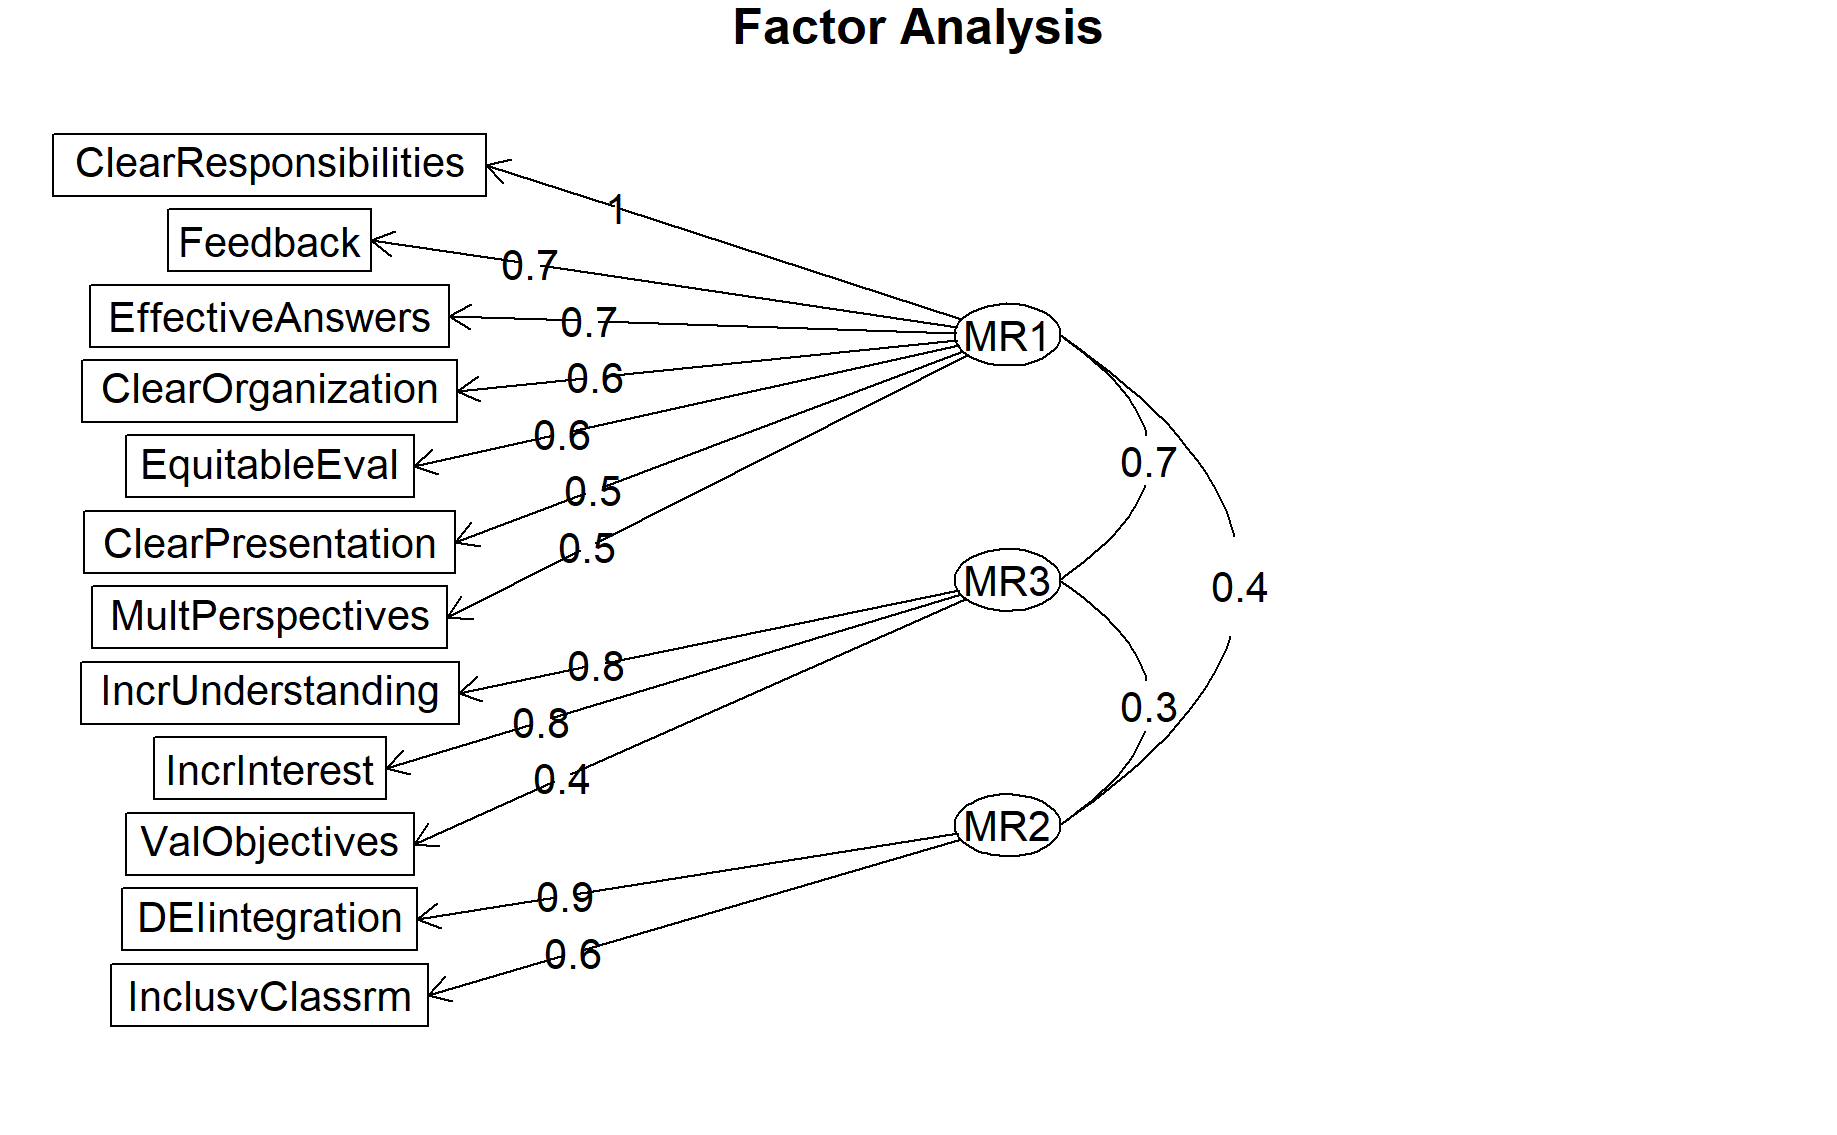 Factor Analysis
ClearResponsibilities
1
Feedback
0.7
EffectiveAnswers
0.7
MR1
ClearOrganization
0.6
EquitableEval
0.6
0.7
ClearPresentation
0.5
MultPerspectives
0.5
MR3
0.4
IncrUnderstanding
0.8
IncrInterest
0.8
0.3
ValObjectives
0.4
MR2
DEIintegration
0.9
InclusvClassrm
0.6